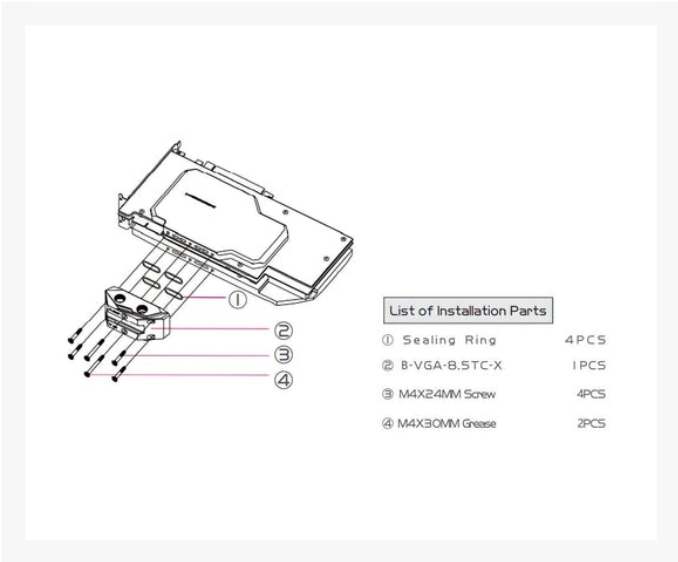 ①
②
③
④
List of Installation Parts
① Sealing Ring 4PCS
② B-VGA-8.5TC-X 1PCS
③ M4X24MM Screw 4PCS
④ M4X30MM Grease 2PCS